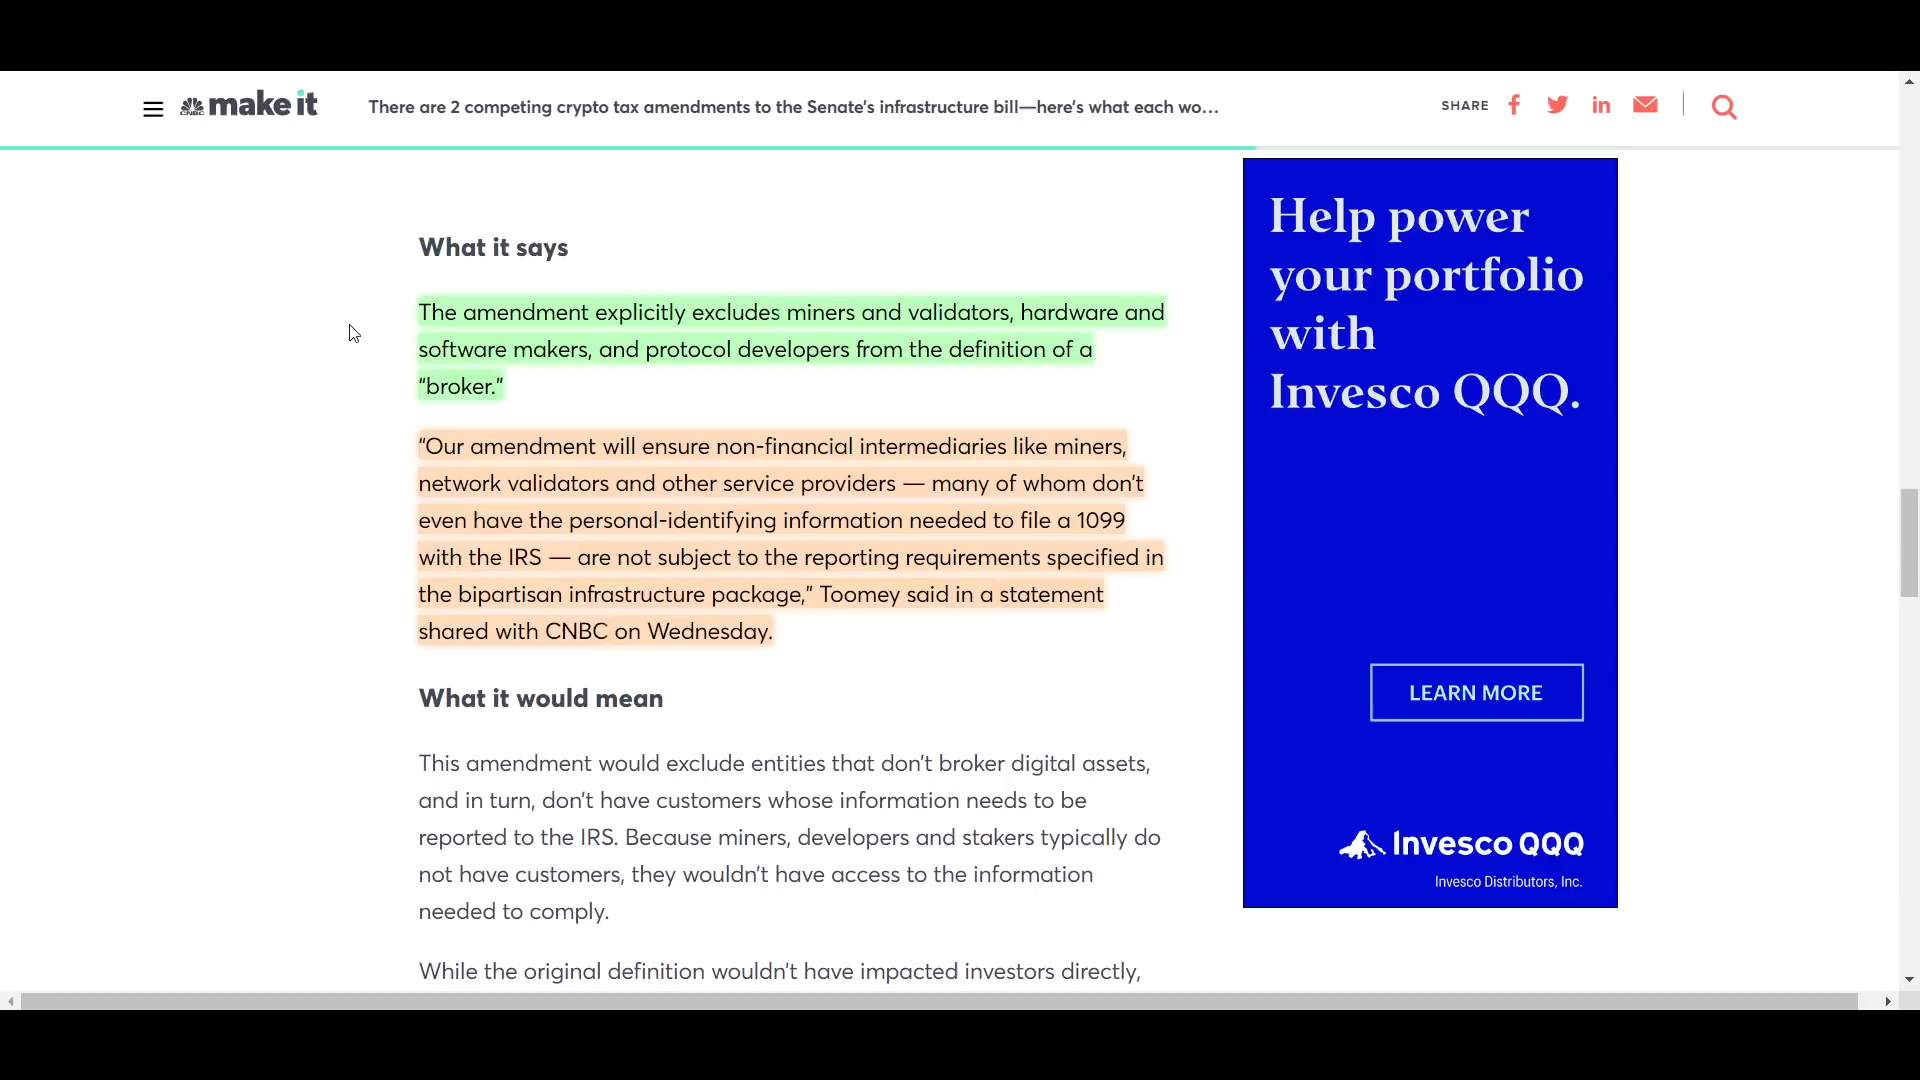 CNBC make it
There are 2 competing crypto tax amendments to the Senate's infrastructure bill—here's what each wo...
SHARE
What it says
The amendment explicitly excludes miners and validators, hardware and
software makers, and protocol developers from the definition of a
“broker.”
“Our amendment will ensure non-financial intermediaries like miners,
network validators and other service providers — many of whom don't
even have the personal-identifying information needed to file a 1099
with the IRS — are not subject to the reporting requirements specified in
the bipartisan infrastructure package,” Toomey said in a statement
shared with CNBC on Wednesday.
What it would mean
This amendment would exclude entities that don't broker digital assets,
and in turn, don't have customers whose information needs to be
reported to the IRS. Because miners, developers and stakers typically do
not have customers, they wouldn't have access to the information
needed to comply.
While the original definition wouldn't have impacted investors directly,
Help power
your portfolio
with
Invesco QQQ.
LEARN MORE
Invesco QQQ
Invesco Distributors, Inc.